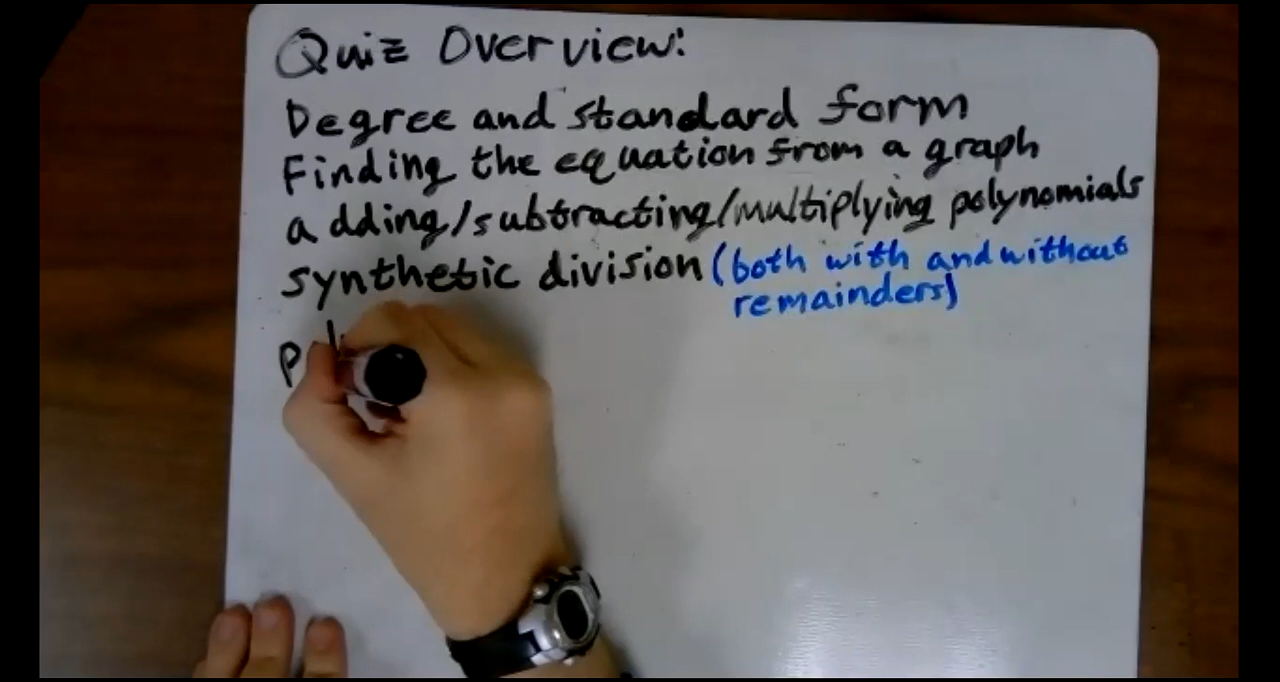 Quiz Overview:
Degree and standard form
Finding the equation from a graph
adding/subtracting/multiplying polynomials
synthetic division (both with and without
remainders)